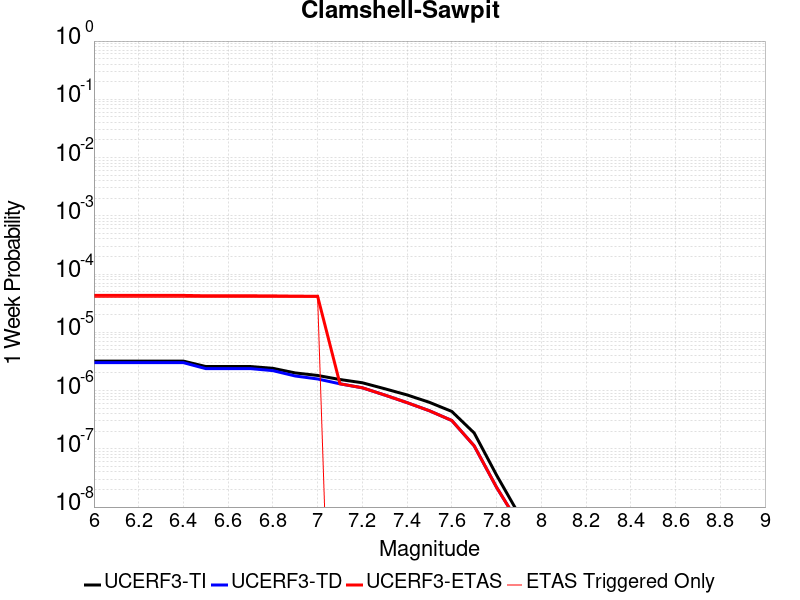 Clamshell-Sawpit
10^0
10^-1
10^-2
10^-3
10^-4
10^-5
10^-6
10^-7
10^-8
1 Week Probability
6 6.2 6.4 6.6 6.8 7 7.2 7.4 7.6 7.8 8 8.2 8.4 8.6 8.8 9
Magnitude
UCERF3-TI UCERF3-TD UCERF3-ETAS ETAS Triggered Only